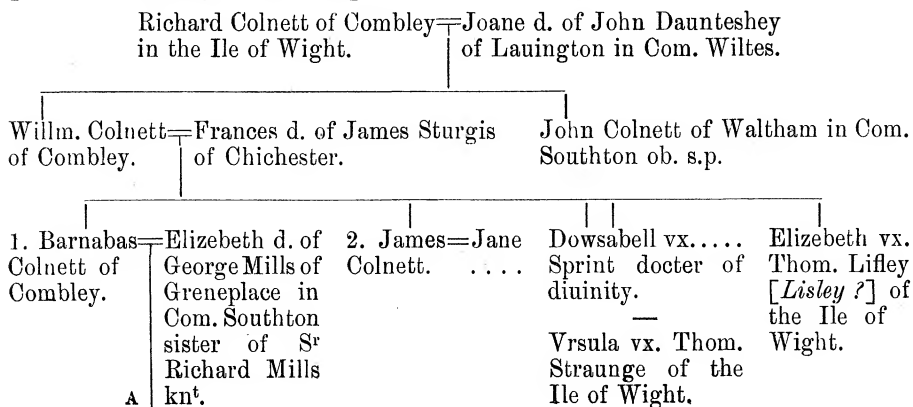 Richard Colnett of Combley=Joane d. of John Daunteshey
in the Ile of Wight. of Lauington in Com. Wiltes.
Willm. Colnett=Frances d. of James Sturgis
of Combley. of Chichester.
John Colnett of Waltham in Com.
Southton ob. s.p.
1. Barnabas=
Colnett of
Combley.
Elizebeth d. of
George Mills of
Greneplace in
Com. Southton
sister of Sr
Richard Mills
knt.
A
2. James=Jane
Colnett. ....
Dowsabell vx.....
Sprint docter of
diuinity.
—
Vrsula vx. Thom.
Straunge of the
Ile of Wight.
Elizebeth vx.
Thom. Lifley
[Lisley ?] of
the Ile of
Wight.